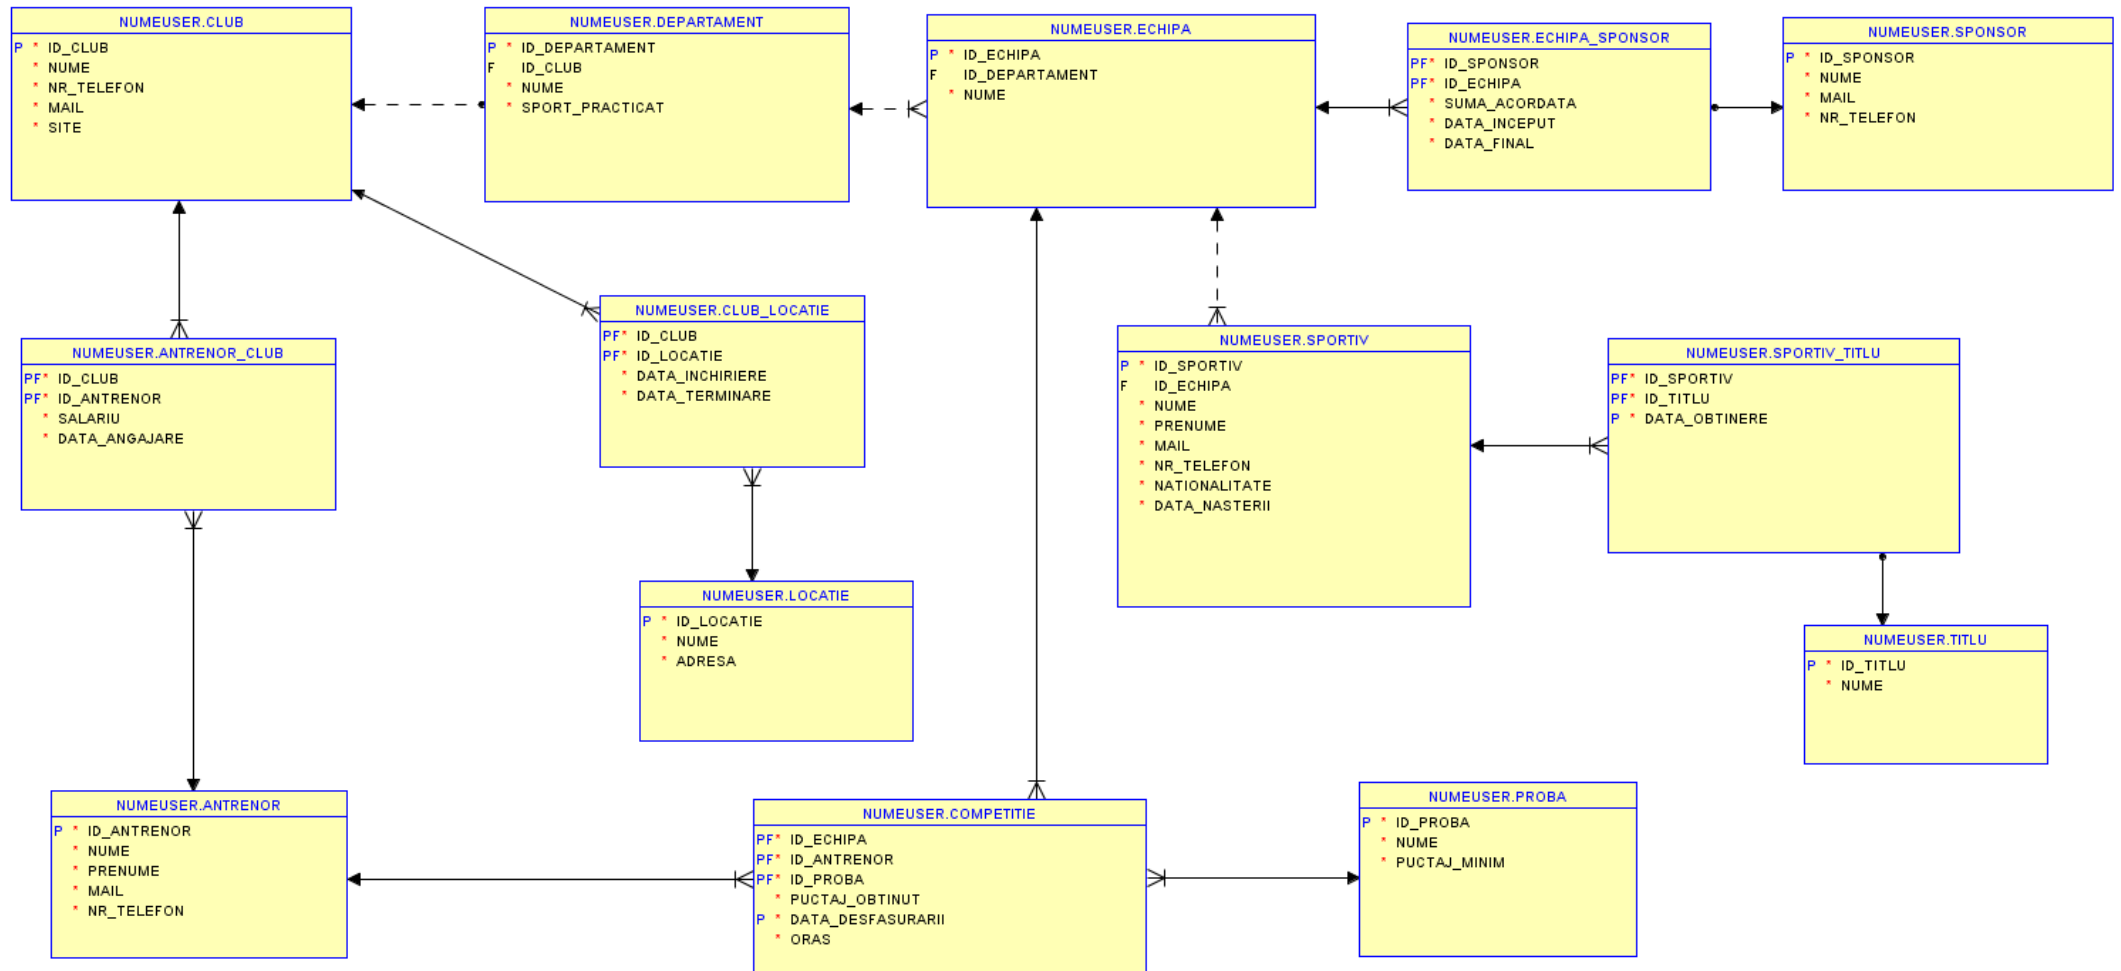 NUMEUSER.CLUB
P * ID_CLUB
* NUME
* NR_TELEFON
* MAIL
* SITE
NUMEUSER.DEPARTAMENT
P * ID_DEPARTAMENT
F ID_CLUB
* NUME
* SPORT_PRACTICAT
NUMEUSER.ECHIPA
P * ID_ECHIPA
F ID_DEPARTAMENT
* NUME
NUMEUSER.ECHIPA_SPONSOR
PF* ID_SPONSOR
PF* ID_ECHIPA
* SUMA_ACORDATA
* DATA_INCEPUT
* DATA_FINAL
NUMEUSER.SPONSOR
P * ID_SPONSOR
* NUME
* MAIL
* NR_TELEFON
NUMEUSER.ANTRENOR_CLUB
PF* ID_CLUB
PF* ID_ANTRENOR
* SALARIU
* DATA_ANGAJARE
NUMEUSER.CLUB_LOCATIE
PF* ID_CLUB
PF* ID_LOCATIE
* DATA_INCHIRIERE
* DATA_TERMINARE
NUMEUSER.SPORTIV
P * ID_SPORTIV
F ID_ECHIPA
* NUME
* PRENUME
* MAIL
* NR_TELEFON
* NATIONALITATE
* DATA_NASTERII
NUMEUSER.SPORTIV_TITLU
PF* ID_SPORTIV
PF* ID_TITLU
P * DATA_OBTINERE
NUMEUSER.LOCATIE
P * ID_LOCATIE
* NUME
* ADRESA
NUMEUSER.TITLU
P * ID_TITLU
* NUME
NUMEUSER.ANTRENOR
P * ID_ANTRENOR
* NUME
* PRENUME
* MAIL
* NR_TELEFON
NUMEUSER.COMPETITIE
PF* ID_ECHIPA
PF* ID_ANTRENOR
PF* ID_PROBA
* PUCTAJ_OBTINUT
P * DATA_DESFASURARII
* ORAS
NUMEUSER.PROBA
P * ID_PROBA
* NUME
* PUCTAJ_MINIM